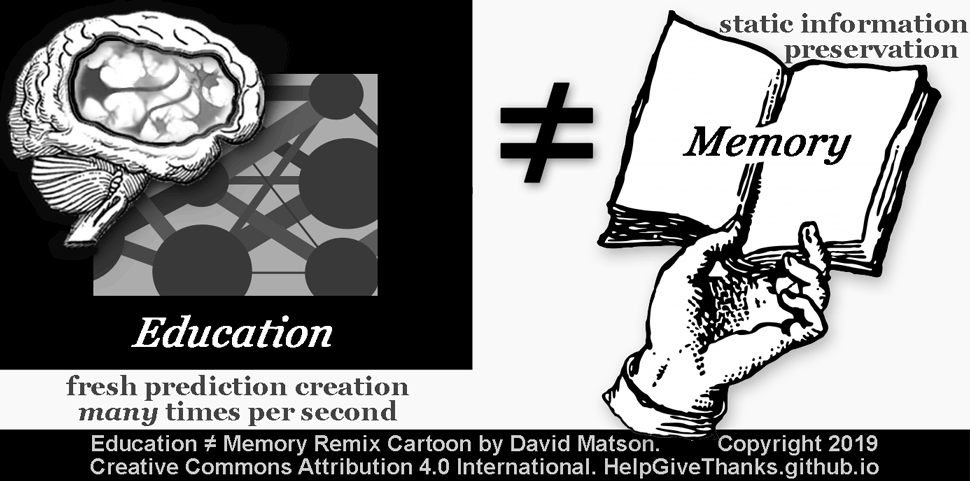 static information
preservation
≠
Memory
Education
fresh prediction creation
many times per second
Education ≠ Memory Remix Cartoon by David Matson. Copyright 2019
Creative Commons Attribution 4.0 International. HelpGiveThanks.github.io